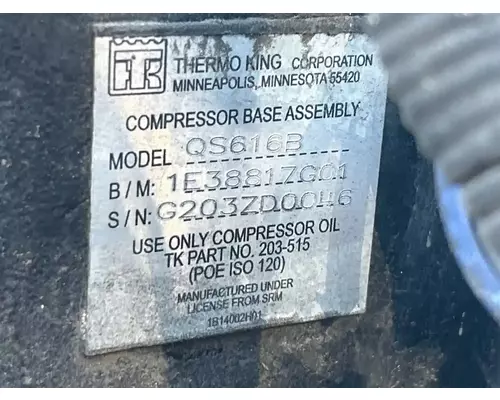 TK
THERMO KING CORPORATION
MINNEAPOLIS, MINNESOTA 55420
COMPRESSOR BASE ASSEMBLY
MODEL QS616B
B/M: 1E38817G01
S/N: G203ZD0046
USE ONLY COMPRESSOR OIL
TK PART NO. 203-515
(POE ISO 120)
MANUFACTURED UNDER
LICENSE FROM SRM
1B14002H01